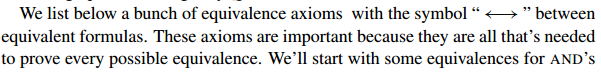 We list below a bunch of equivalence axioms with the symbol “ ⟷ ” between
equivalent formulas. These axioms are important because they are all that’s needed
to prove every possible equivalence. We’ll start with some equivalences for AND’s